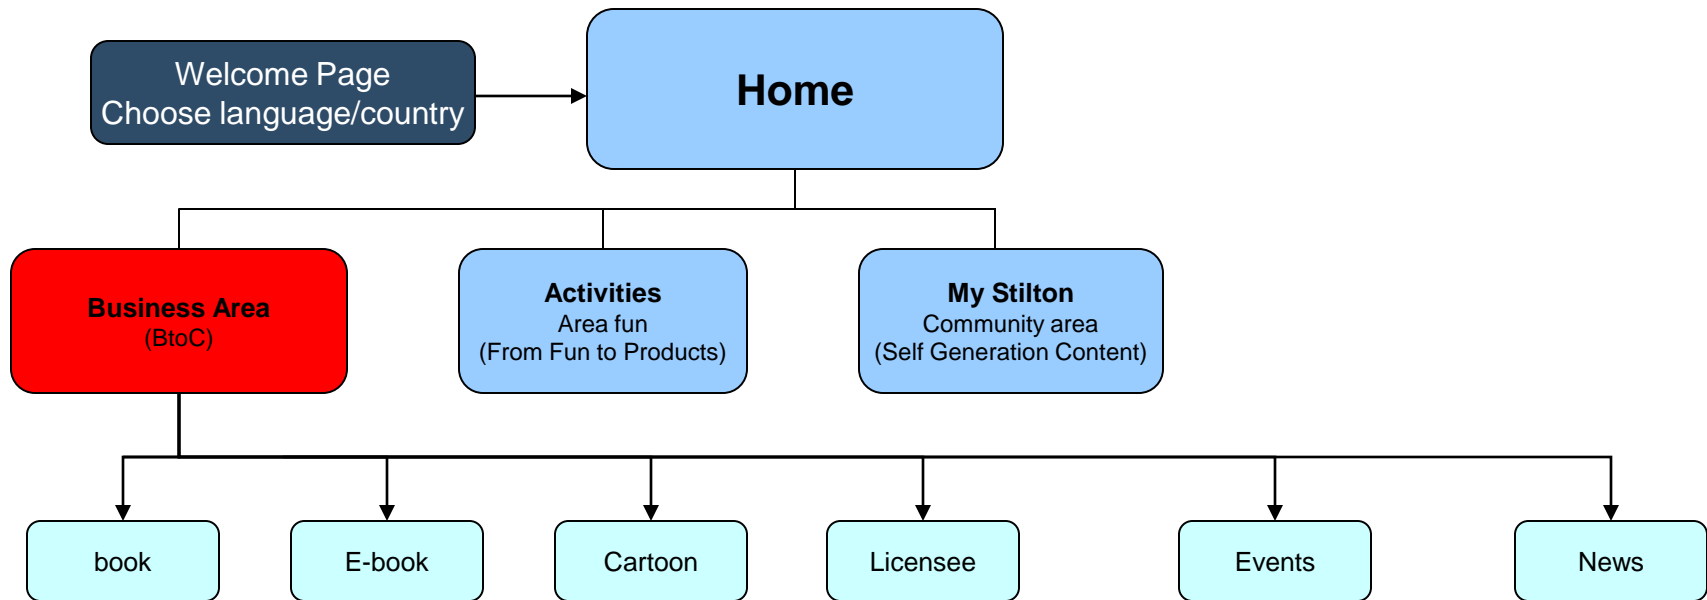 Welcome Page
Choose language/country
Home
Business Area
(BtoC)
Activities
Area fun
(From Fun to Products)
My Stilton
Community area
(Self Generation Content)
book
E-book
Cartoon
Licensee
Events
News